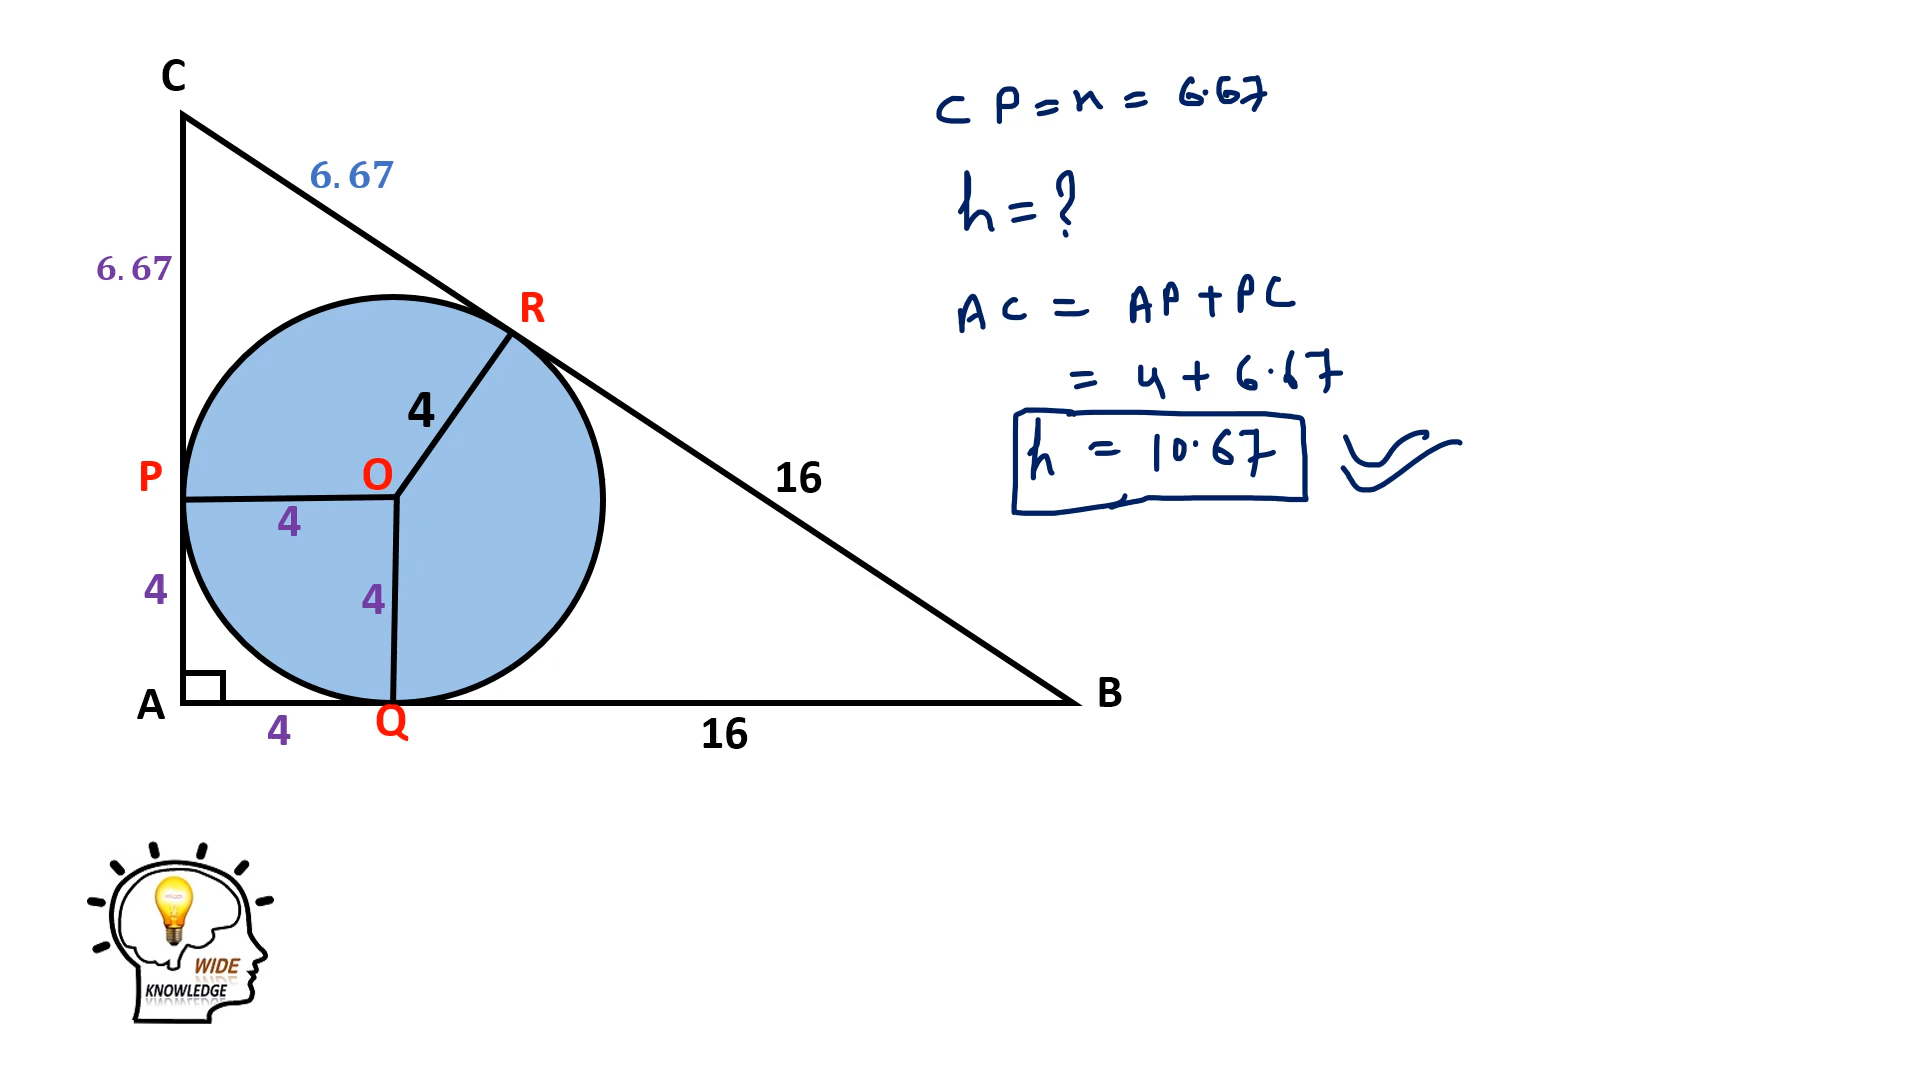 C
6.67
6.67
R
4
P
O
4
4
4
16
A
4
Q
16
B
CP = x = 6.67
h = ?
AC = AP + PC
= 4 + 6.67
h = 10.67
WIDE
KNOWLEDGE